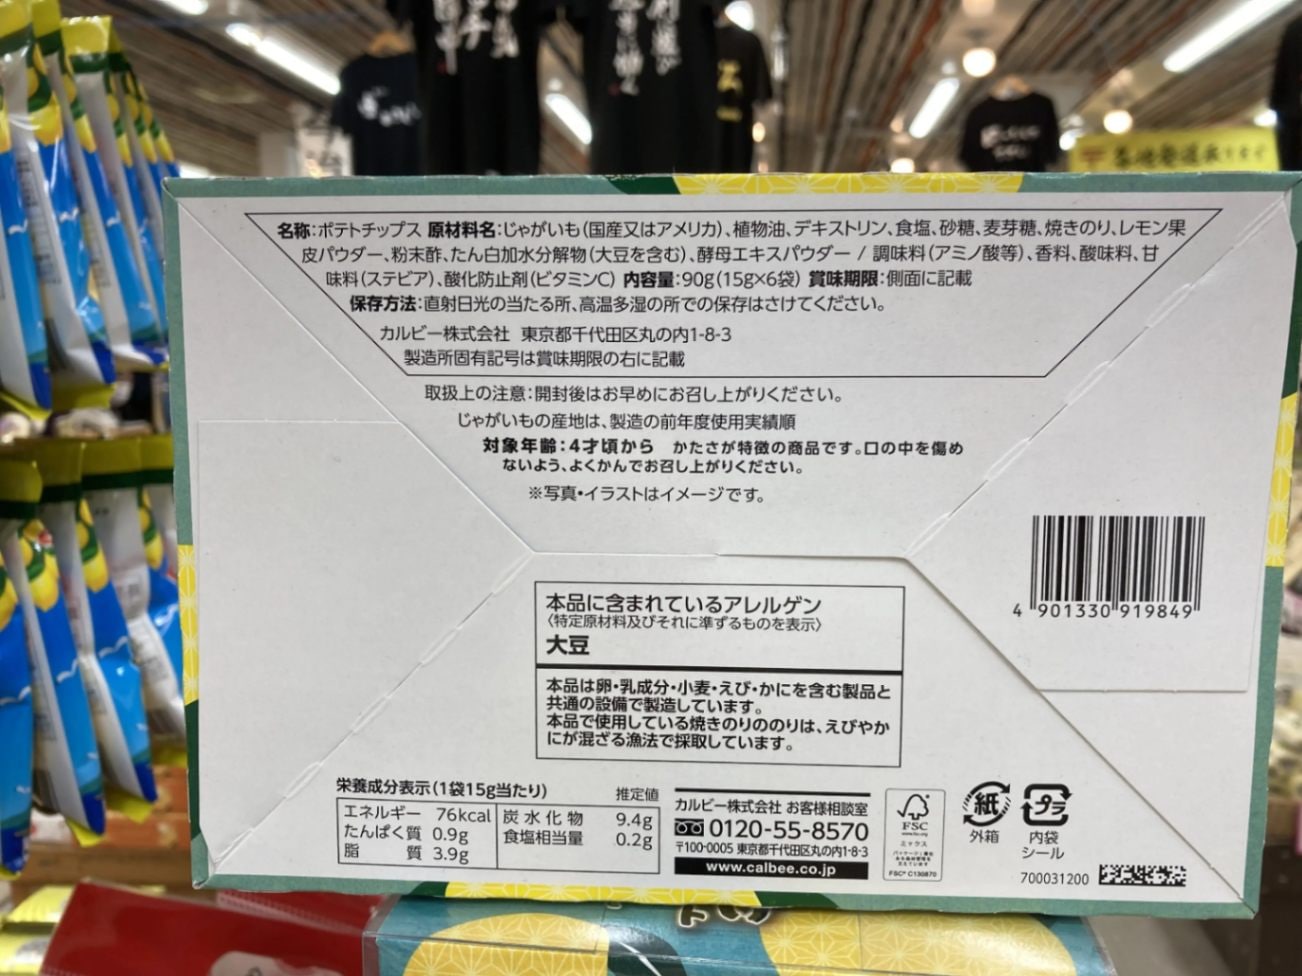 名称:ポテトチップス 原材料名:じゃがいも(国産又はアメリカ)、植物油、デキストリン、食塩、砂糖、麦芽糖、焼きのり、レモン果
皮パウダー、粉末酢、たん白加水分解物(大豆を含む)、酵母エキスパウダー / 調味料(アミノ酸等)、香料、酸味料、甘
味料(ステビア)、酸化防止剤(ビタミンC) 内容量:90g(15g×6袋) 賞味期限:側面に記載
保存方法:直射日光の当たる所、高温多湿の所での保存はさけてください。
カルビー株式会社 東京都千代田区丸の内1-8-3
製造所固有記号は賞味期限の右に記載
取扱上の注意:開封後はお早めにお召し上がりください。
じゃがいもの産地は、製造の前年度使用実績順
対象年齢:4才頃から かたさが特徴の商品です。口の中を傷め
ないよう、よくかんでお召し上がりください。
※写真・イラストはイメージです。
4 901330 919849
本品に含まれているアレルゲン
〈特定原材料及びそれに準ずるものを表示〉
大豆
本品は卵・乳成分・小麦・えび・かにを含む製品と
共通の設備で製造しています。
本品で使用している焼きのりののりは、えびやか
にが混ざる漁法で採取しています。
栄養成分表示(1袋15g当たり) 推定値
エネルギー 76kcal 炭水化物 9.4g
たんぱく質 0.9g 食塩相当量 0.2g
脂質 3.9g
カルビー株式会社 お客様相談室
0120-55-8570
〒100-0005 東京都千代田区丸の内1-8-3
www.calbee.co.jp
FSC
ミックス
FSC® C130870
紙
外箱
プラ
内袋
シール
700031200